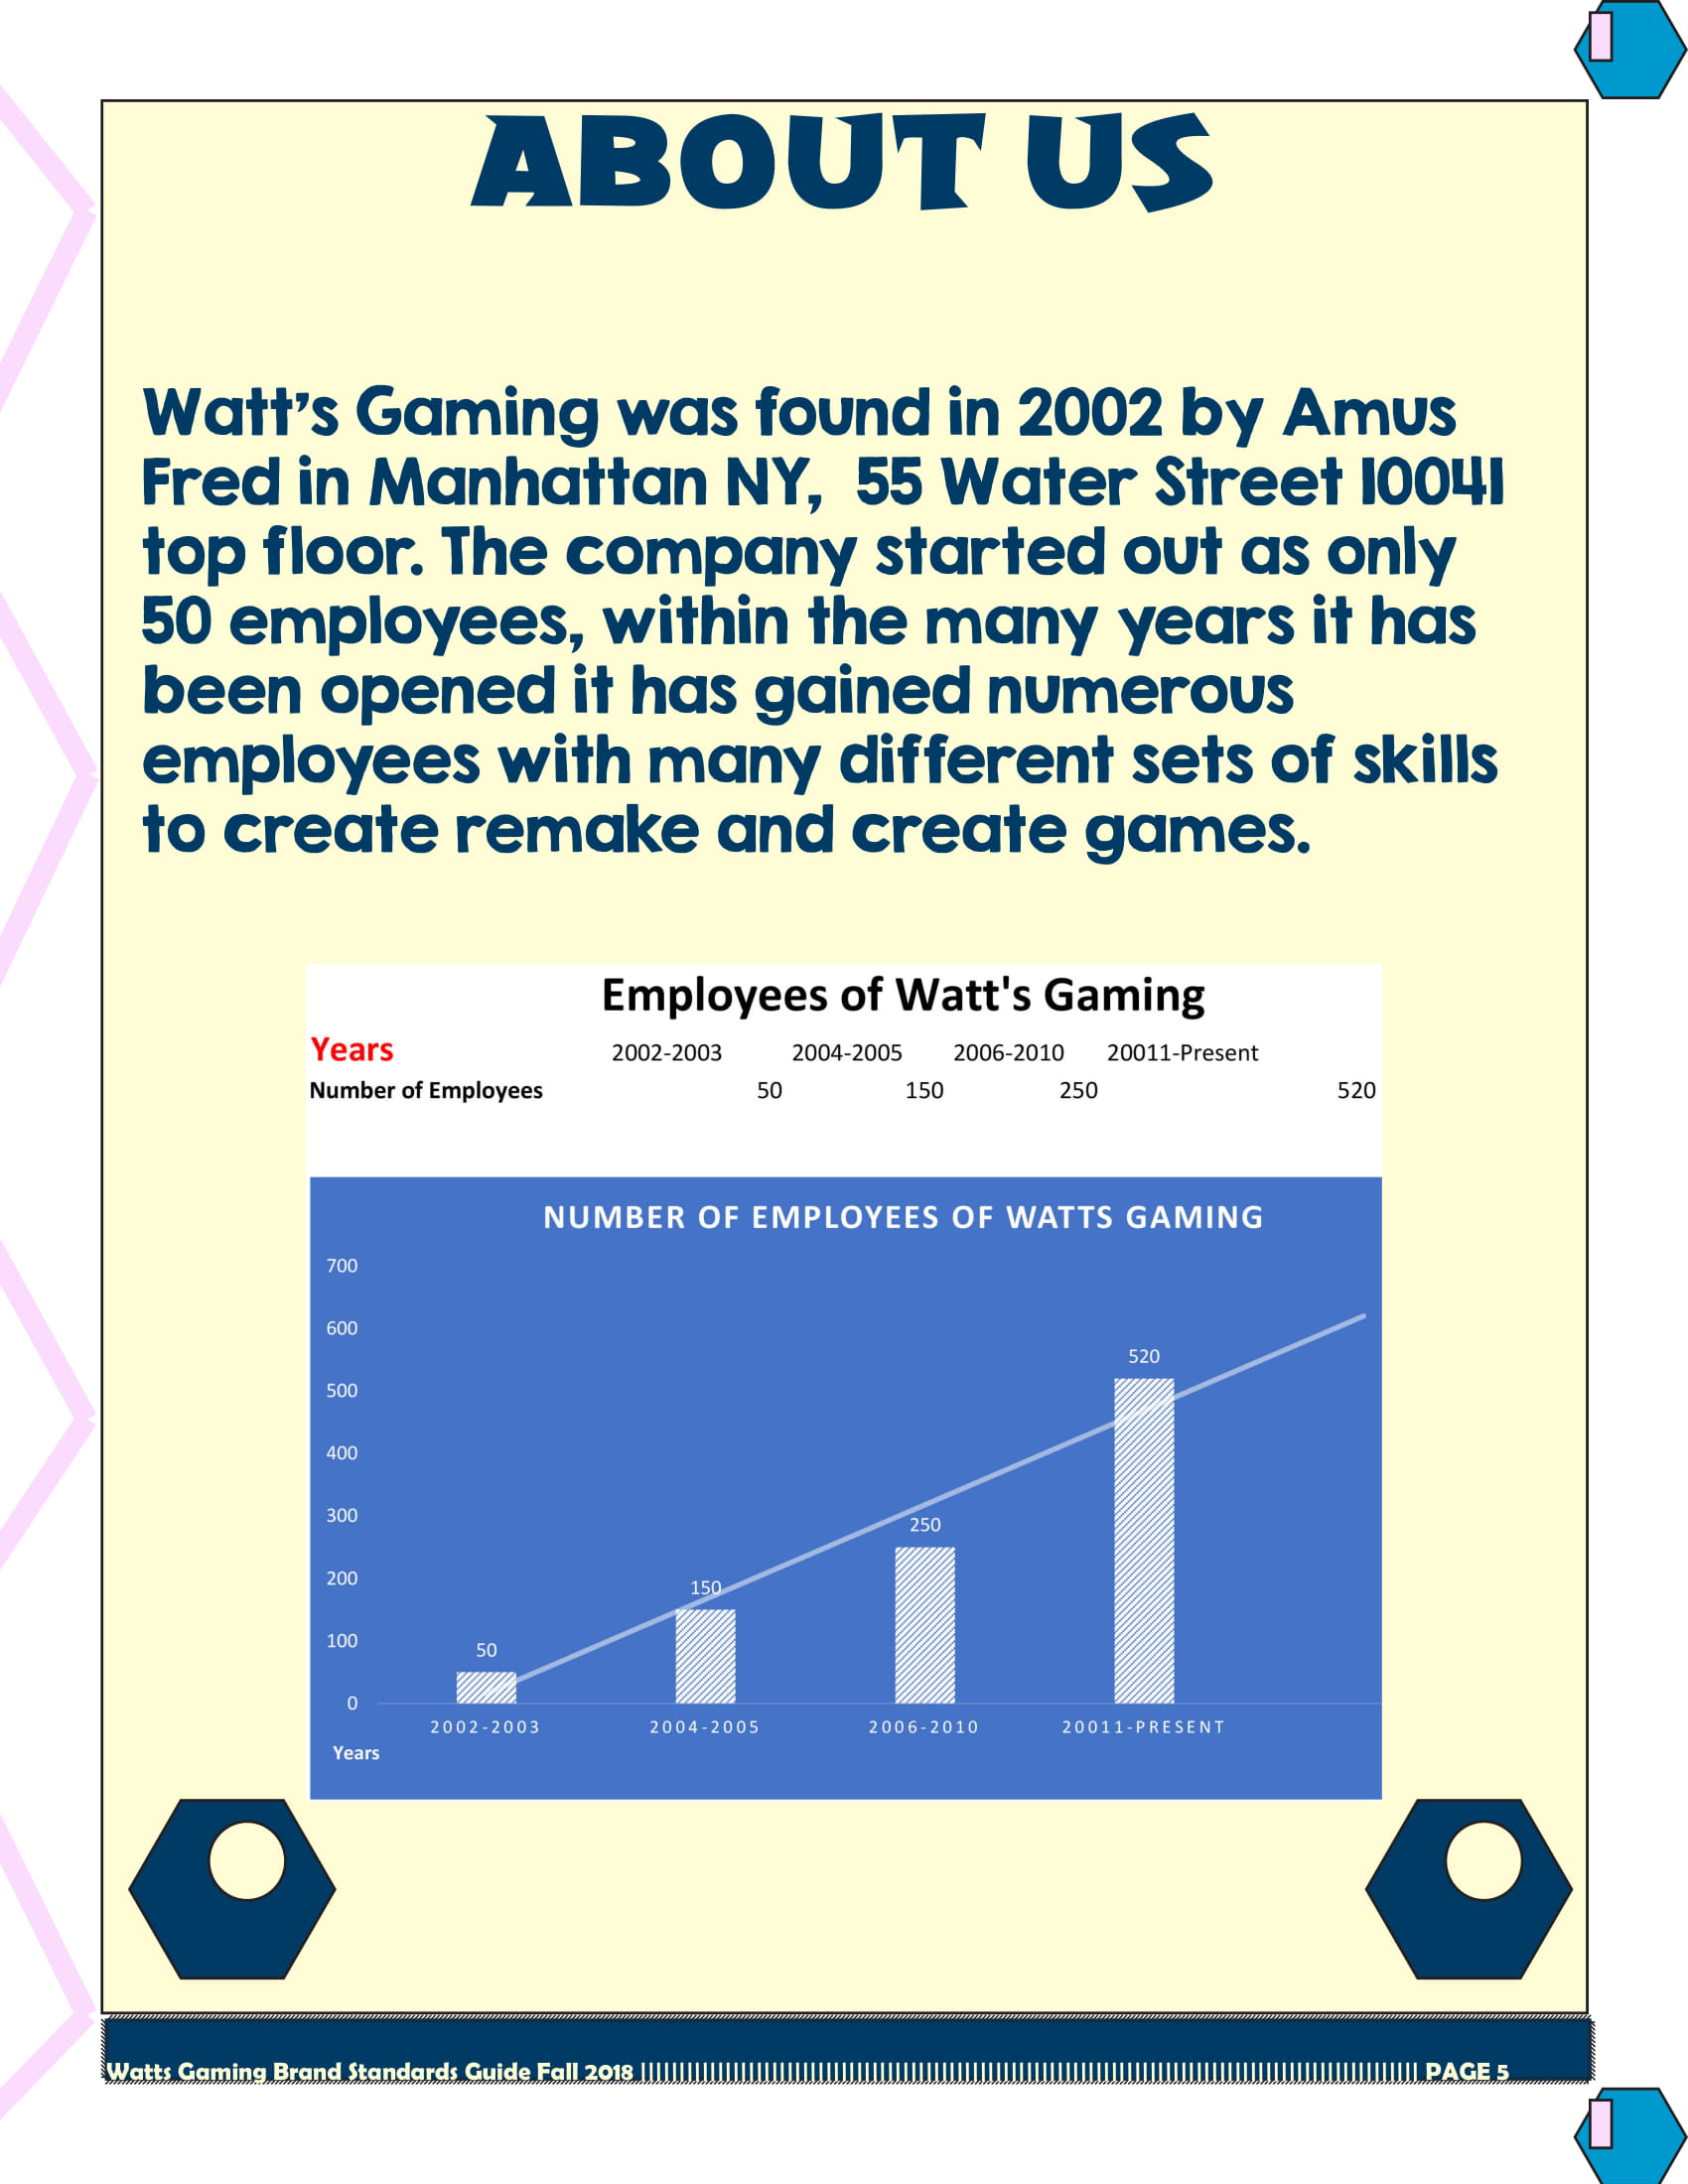 ABOUT US
Watt's Gaming was found in 2002 by Amus
Fred in Manhattan NY,  55 Water Street 10041
top floor. The company started out as only
50 employees, within the many years it has
been opened it has gained numerous
employees with many different sets of skills
to create remake and create games.
Employees of Watt's Gaming
Years 2002-2003 2004-2005 2006-2010 20011-Present
Number of Employees 50 150 250 520
NUMBER OF EMPLOYEES OF WATTS GAMING
700
600
520
500
400
300
250
200
150
100
50
0
2002-2003 2004-2005 2006-2010 20011-PRESENT
Years
Watts Gaming Brand Standards Guide Fall 2018 PAGE 5